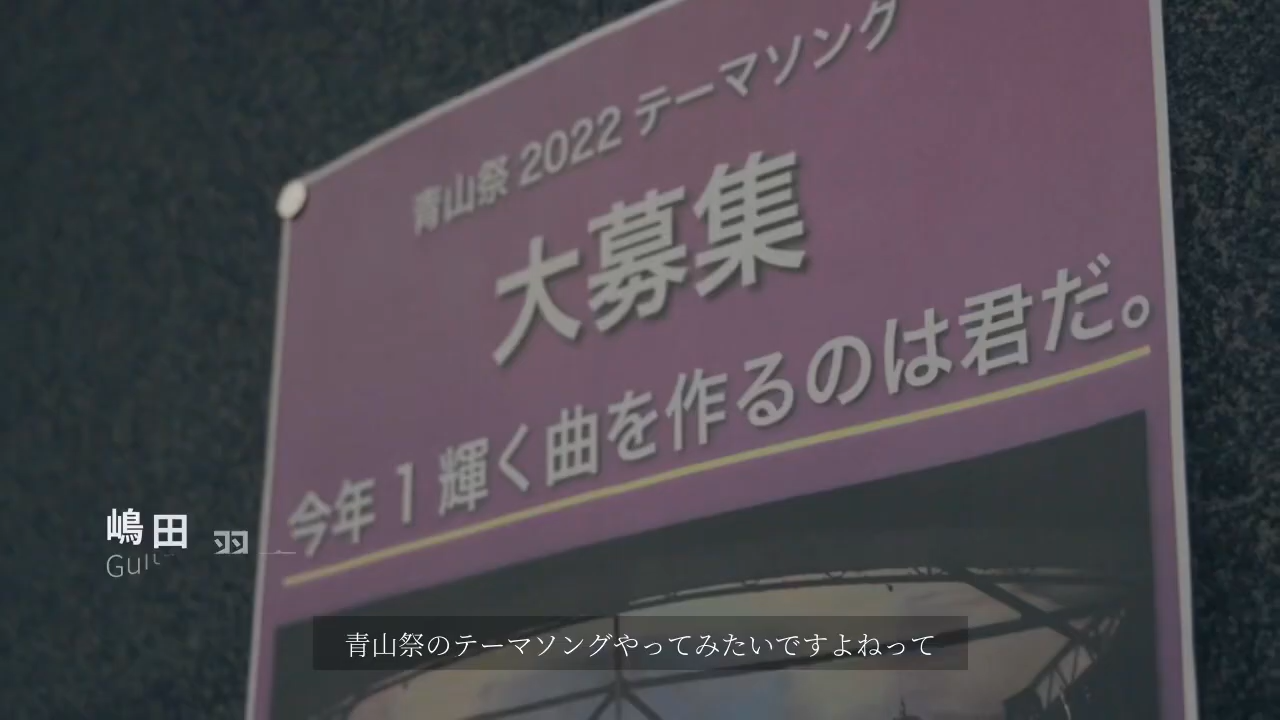 青山祭 2022 テーマソング
大募集
今年 1 輝く曲を作るのは君だ。
嶋田 羽
青山祭のテーマソングやってみたいですよねって